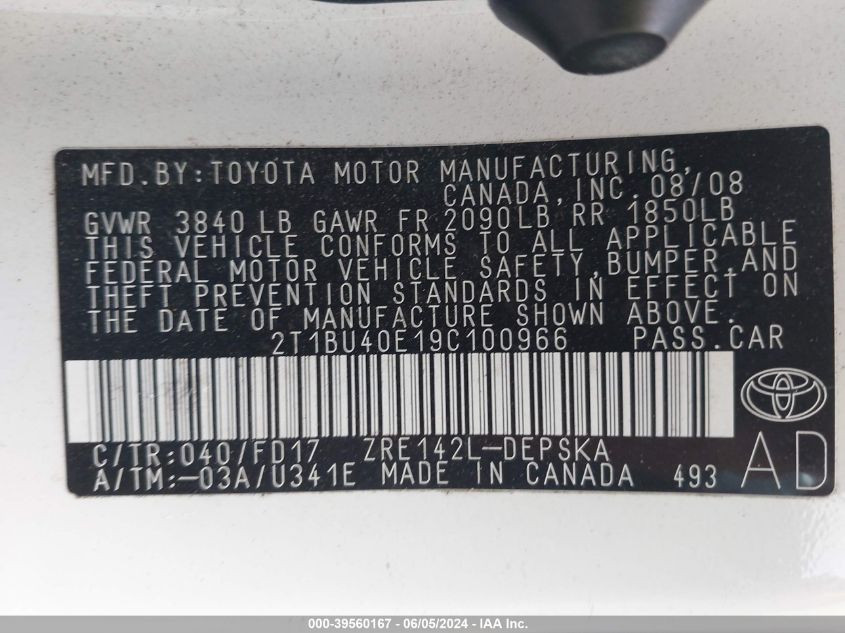 MFD.BY:TOYOTA MOTOR MANUFACTURING,
CANADA, INC. 08/08
GVWR 3840 LB GAWR FR 2090LB RR 1850LB
THIS VEHICLE CONFORMS TO ALL APPLICABLE
FEDERAL MOTOR VEHICLE SAFETY,BUMPER,AND
THEFT PREVENTION STANDARDS IN EFFECT ON
THE DATE OF MANUFACTURE SHOWN ABOVE.
2T1BU40E19C100966 PASS.CAR
C/TR:040/FD17 ZRE142L-DEPSKA
A/TM:-03A/U341E MADE IN CANADA 493
AD
000-39560167 - 06/05/2024 - IAA Inc.